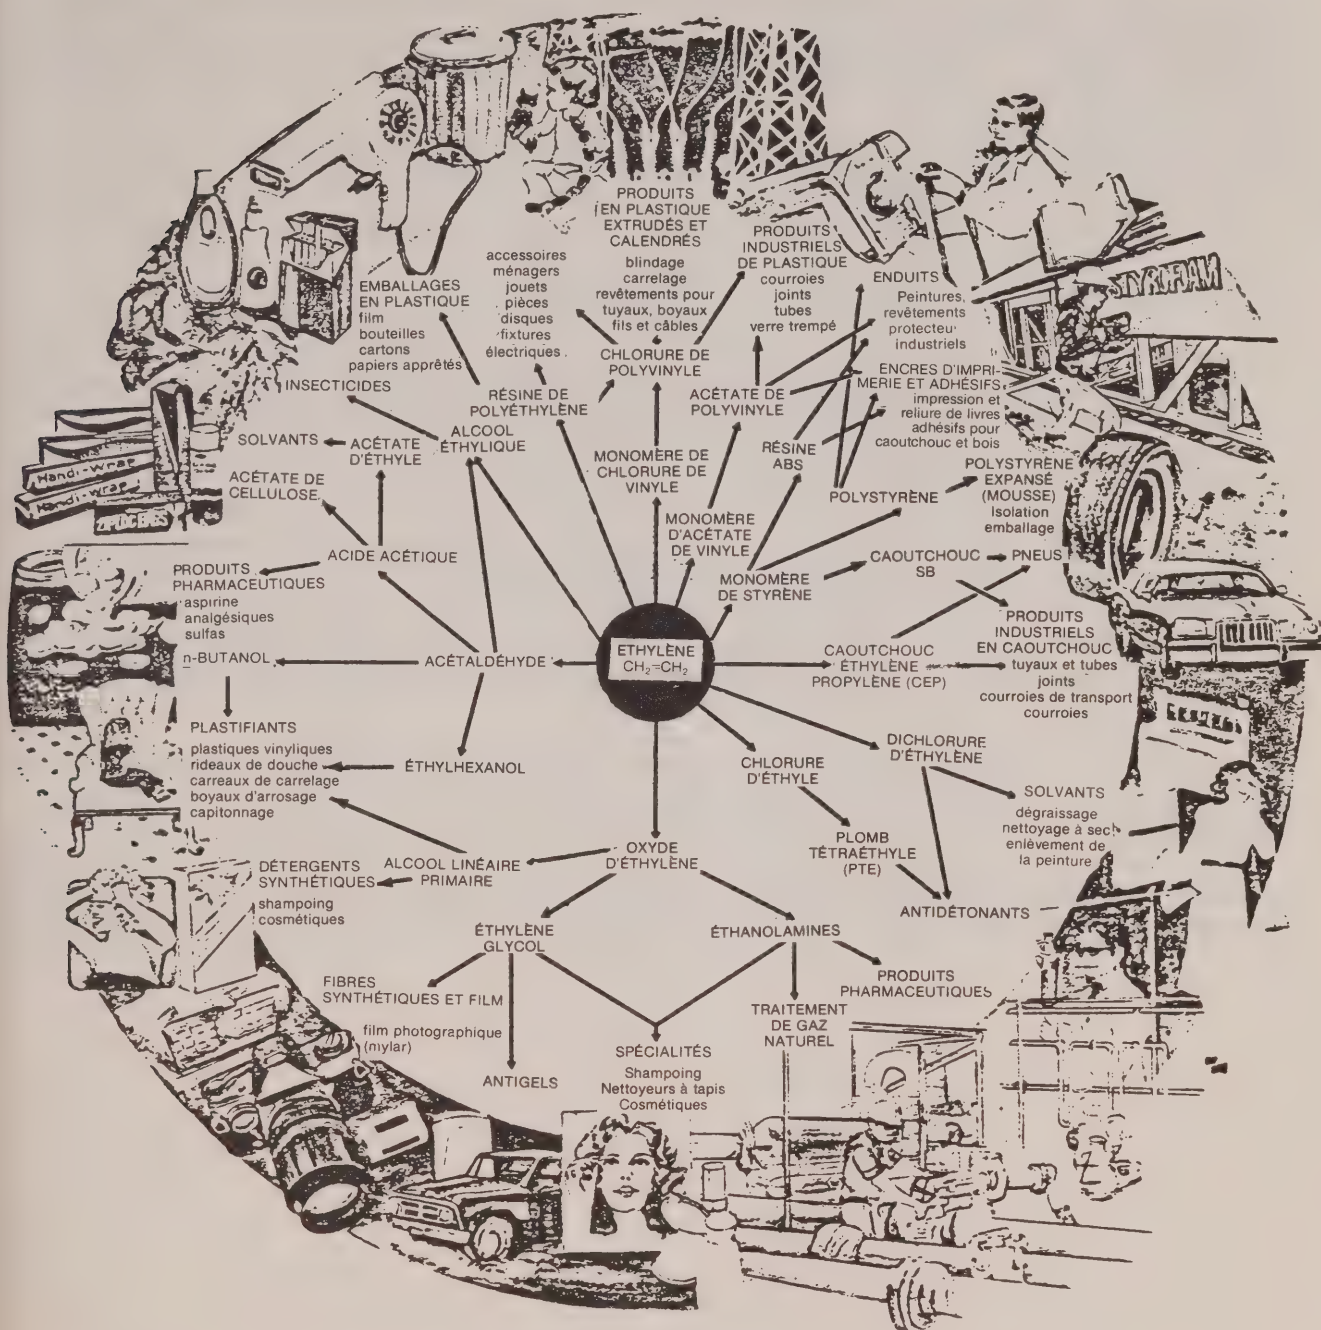 PRODUITS
EN PLASTIQUE
EXTRUDÉS ET
CALENDRÉS
blindage
carrelage
revêtements pour
tuyaux, boyaux
fils et câbles
PRODUITS
INDUSTRIELS
DE PLASTIQUE
courroies
joints
tubes
verre trempé
accessoires
ménagers
jouets
pièces
disques
fixtures
électriques
EMBALLAGES
EN PLASTIQUE
film
bouteilles
cartons
papiers apprêtés
ENDUITS
Peintures,
revêtements
protecteu
industriels
STYROFOAM
ENCRES D'IMPRI-
MERIE ET ADHÉSIFS
impression et
reliure de livres
adhésifs pour
caoutchouc et bois
INSECTICIDES
RÉSINE DE
POLYÉTHYLÈNE
CHLORURE DE
POLYVINYLE
ACÉTATE DE
POLYVINYLE
SOLVANTS
ACÉTATE
D'ÉTHYLE
ALCOOL
ÉTHYLIQUE
MONOMÈRE DE
CHLORURE DE
VINYLE
RÉSINE
ABS
POLYSTYRÈNE
POLYSTYRÈNE
EXPANSÉ
(MOUSSE)
Isolation
emballage
Handi-Wrap
Handi-Wrap
ZIPLOC BAGS
ACÉTATE DE
CELLULOSE
MONOMÈRE
D'ACÉTATE
DE VINYLE
ACIDE ACÉTIQUE
CAOUTCHOUC
SB
PNEUS
PRODUITS
PHARMACEUTIQUES
aspirine
analgésiques
sulfas
MONOMÈRE
DE STYRÈNE
PRODUITS
INDUSTRIELS
EN CAOUTCHOUC
tuyaux et tubes
joints
courroies de transport
courroies
n-BUTANOL
ACÉTALDÉHYDE
ETHYLÈNE
CH₂=CH₂
CAOUTCHOUC
ÉTHYLÈNE
PROPYLÈNE (CEP)
PLASTIFIANTS
plastiques vinyliques
rideaux de douche
carreaux de carrelage
boyaux d'arrosage
capitonnage
ÉTHYLHEXANOL
CHLORURE
D'ÉTHYLE
DICHLORURE
D'ÉTHYLÈNE
SOLVANTS
dégraissage
nettoyage à sec
enlèvement de
la peinture
PLOMB
TÉTRAÉTHYLE
(PTE)
OXYDE
D'ÉTHYLÈNE
ALCOOL LINÉAIRE
PRIMAIRE
DÉTERGENTS
SYNTHÉTIQUES
shampoing
cosmétiques
ANTIDÉTONANTS
ÉTHYLÈNE
GLYCOL
ÉTHANOLAMINES
FIBRES
SYNTHÉTIQUES ET FILM
film photographique
(mylar)
PRODUITS
PHARMACEUTIQUES
TRAITEMENT
DE GAZ
NATUREL
ANTIGELS
SPÉCIALITÉS
Shampoing
Nettoyeurs à tapis
Cosmétiques